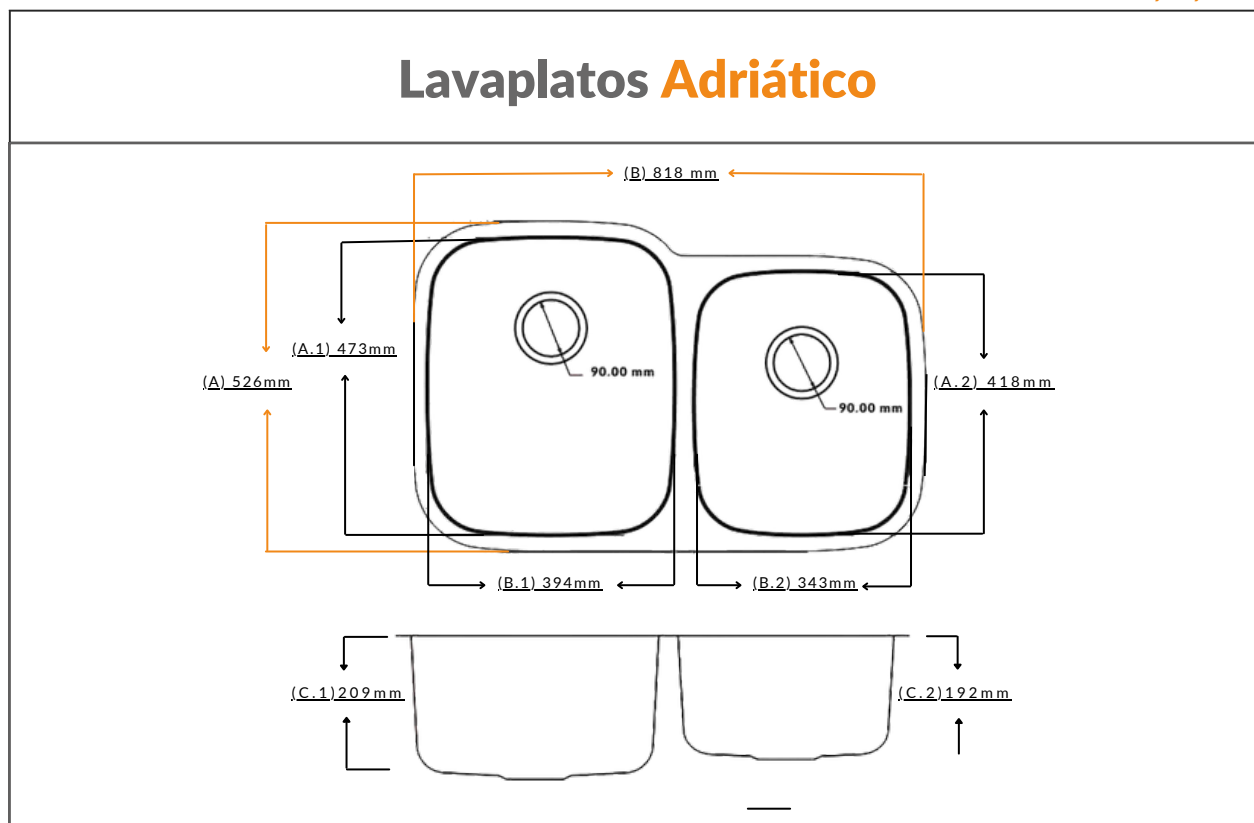 Lavaplatos Adriático
(B) 818 mm
(A.1) 473mm
(A) 526mm
90.00 mm
(A.2) 418mm
90.00 mm
(B.1) 394mm
(B.2) 343mm
(C.1)209mm
(C.2)192mm